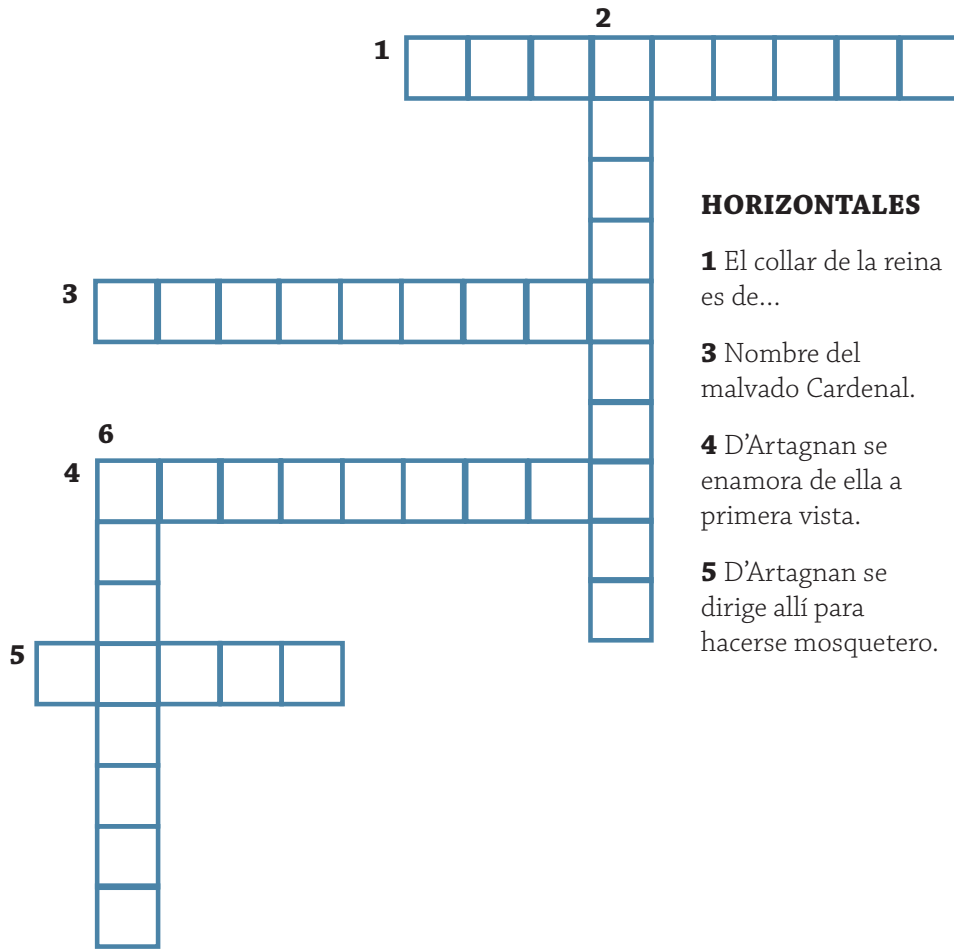 2
1
HORIZONTALES
1 El collar de la reina
es de...
3
3 Nombre del
malvado Cardenal.
6
4
4 D’Artagnan se
enamora de ella a
primera vista.
5 D’Artagnan se
dirige allí para
hacerse mosquetero.
5